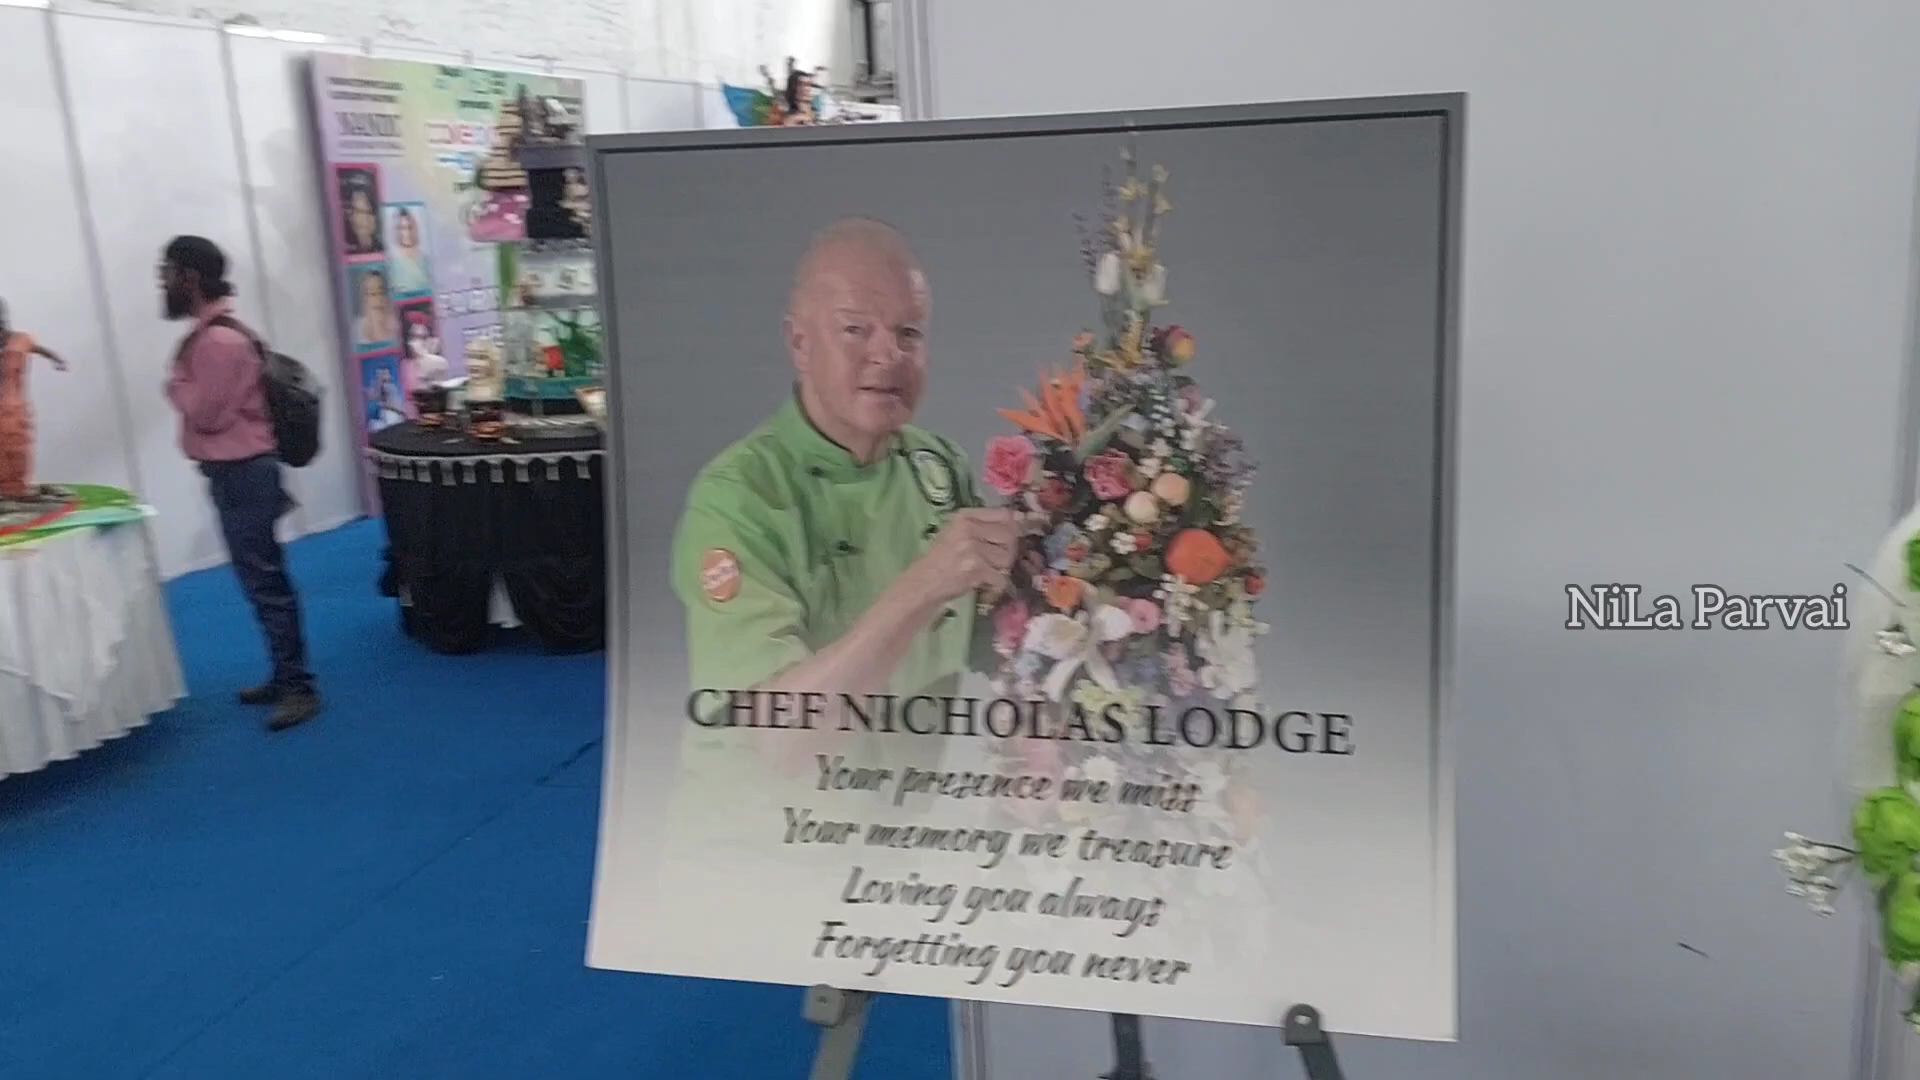 CHEF NICHOLAS LODGE
Your presence we miss
Your memory we treasure
Loving you always
Forgetting you never
NiLa Parvai